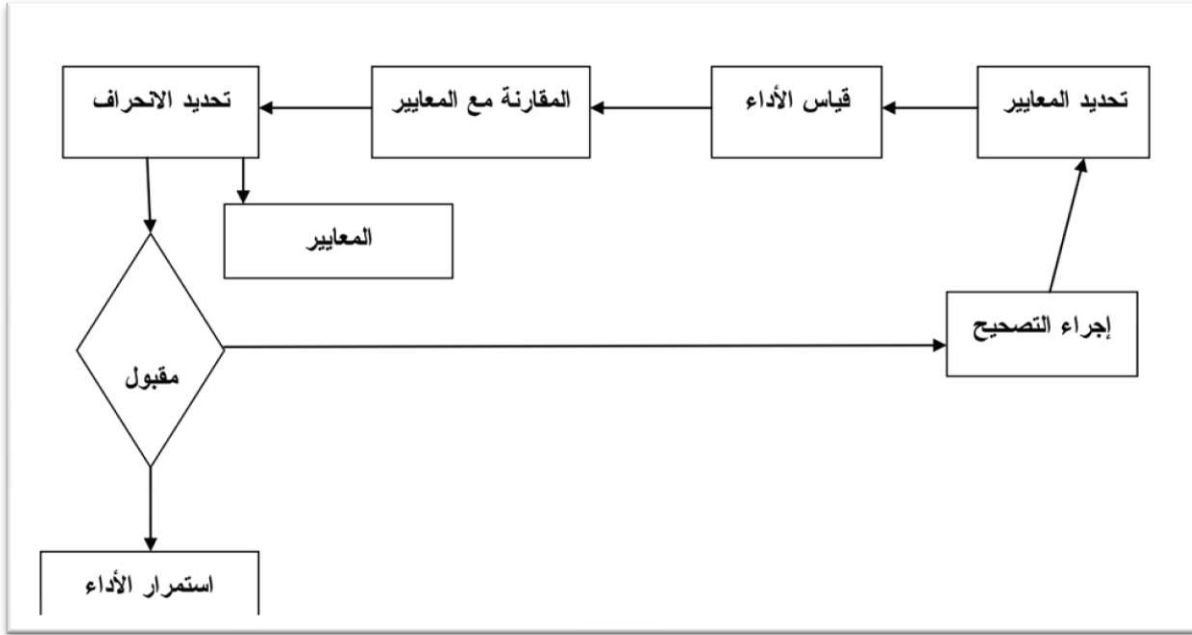 تحديد المعايير
قياس الأداء
المقارنة مع المعايير
تحديد الانحراف
المعايير
إجراء التصحيح
مقبول
استمرار الأداء